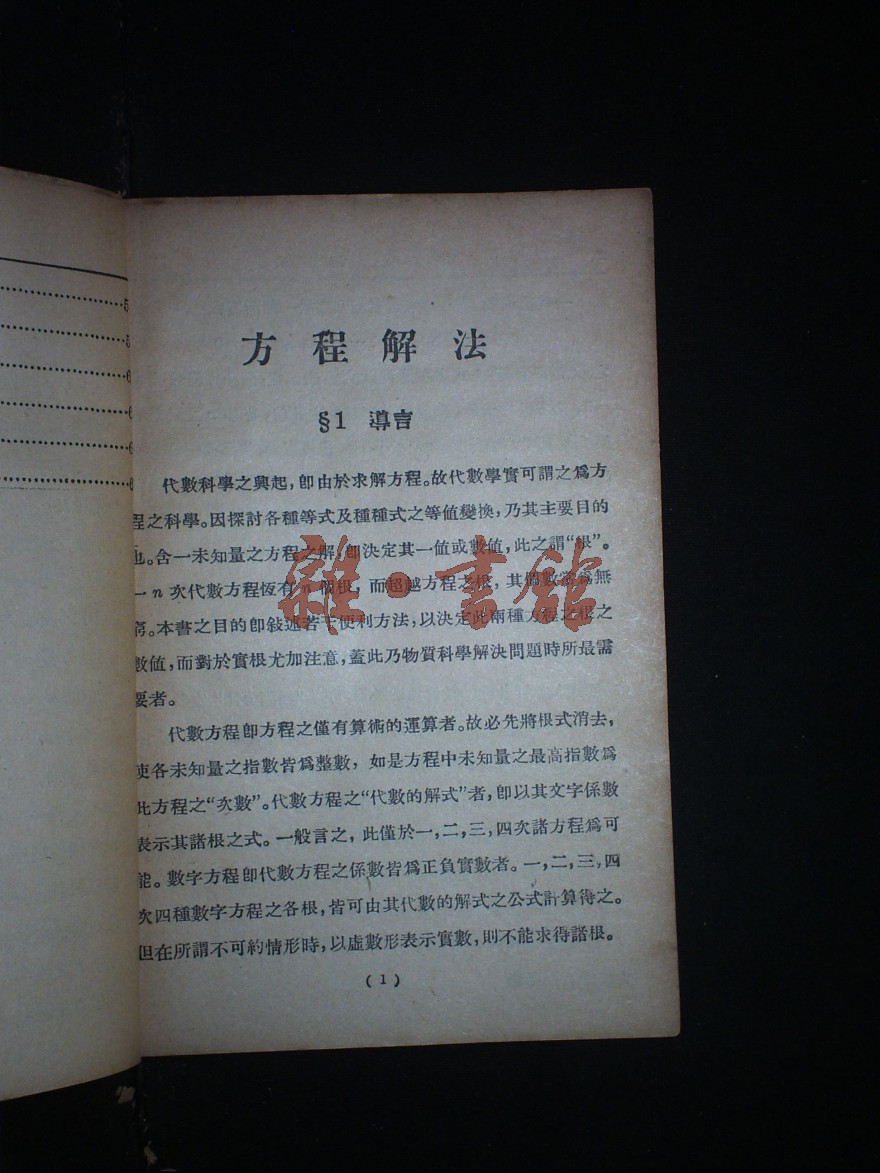 5
5
6
6
6
6
方程解法
§1 導言
代數科學之興起,卽由於求解方程。故代數學實可謂之爲方
程之科學。因探討各種等式及種種式之等值變換,乃其主要目的
也。含一未知量之方程之解,卽決定其一值或數值,此之謂“根”。
一 n 次代數方程恆有 n 個根,而超越方程之根,其個數常爲無
窮。本書之目的卽敍述若干便利方法,以決定此兩種方程之根之
數值,而對於實根尤加注意,蓋此乃物質科學解決問題時所最需
要者。
代數方程卽方程之僅有算術的運算者。故必先將根式消去,
使各未知量之指數皆爲整數,如是方程中未知量之最高指數爲
此方程之“次數”。代數方程之“代數的解式”者,卽以其文字係數
表示其諸根之式。一般言之,此僅於一,二,三,四次諸方程爲可
能。數字方程卽代數方程之係數皆爲正負實數者。一,二,三,四
次四種數字方程之各根,皆可由其代數的解式之公式計算得之。
但在所謂不可約情形時,以虛數形表示實數,則不能求得諸根。
(1)
雜·書館